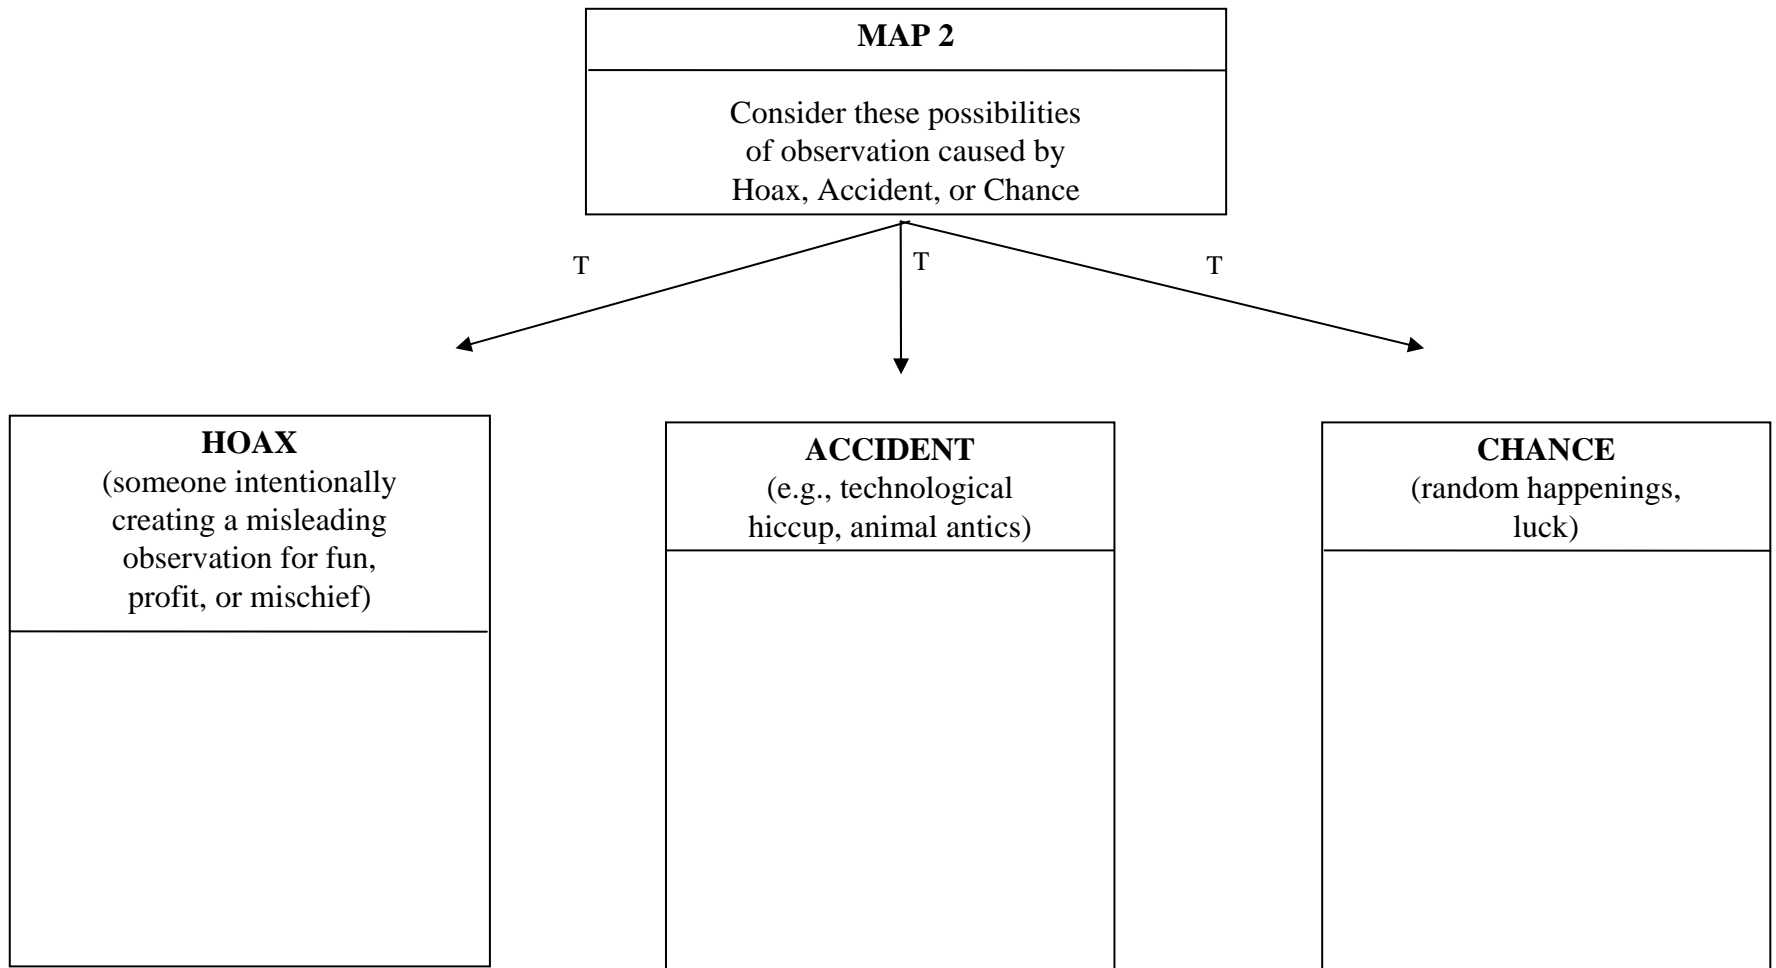 MAP 2
Consider these possibilities
of observation caused by
Hoax, Accident, or Chance
T
T
T
HOAX
(someone intentionally
creating a misleading
observation for fun,
profit, or mischief)
ACCIDENT
(e.g., technological
hiccup, animal antics)
CHANCE
(random happenings,
luck)